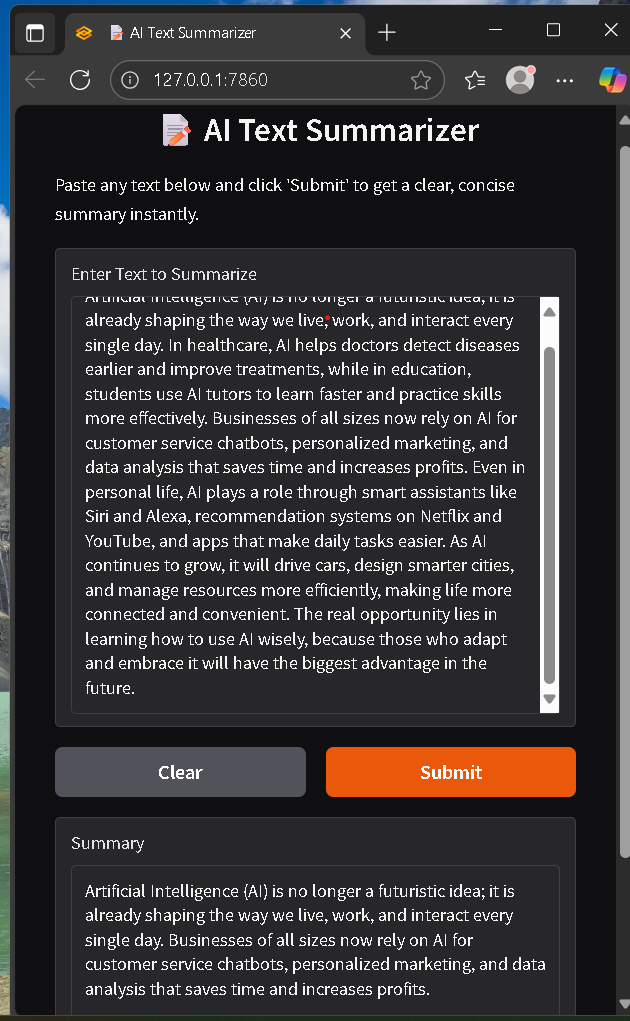 AI Text Summarizer
127.0.0.1:7860
AI Text Summarizer
Paste any text below and click 'Submit' to get a clear, concise
summary instantly.
Enter Text to Summarize
Artificial Intelligence (AI) is no longer a futuristic idea; it is
already shaping the way we live, work, and interact every
single day. In healthcare, AI helps doctors detect diseases
earlier and improve treatments, while in education,
students use AI tutors to learn faster and practice skills
more effectively. Businesses of all sizes now rely on AI for
customer service chatbots, personalized marketing, and
data analysis that saves time and increases profits. Even in
personal life, AI plays a role through smart assistants like
Siri and Alexa, recommendation systems on Netflix and
YouTube, and apps that make daily tasks easier. As AI
continues to grow, it will drive cars, design smarter cities,
and manage resources more efficiently, making life more
connected and convenient. The real opportunity lies in
learning how to use AI wisely, because those who adapt
and embrace it will have the biggest advantage in the
future.
Clear
Submit
Summary
Artificial Intelligence (AI) is no longer a futuristic idea; it is
already shaping the way we live, work, and interact every
single day. Businesses of all sizes now rely on AI for
customer service chatbots, personalized marketing, and data
analysis that saves time and increases profits.